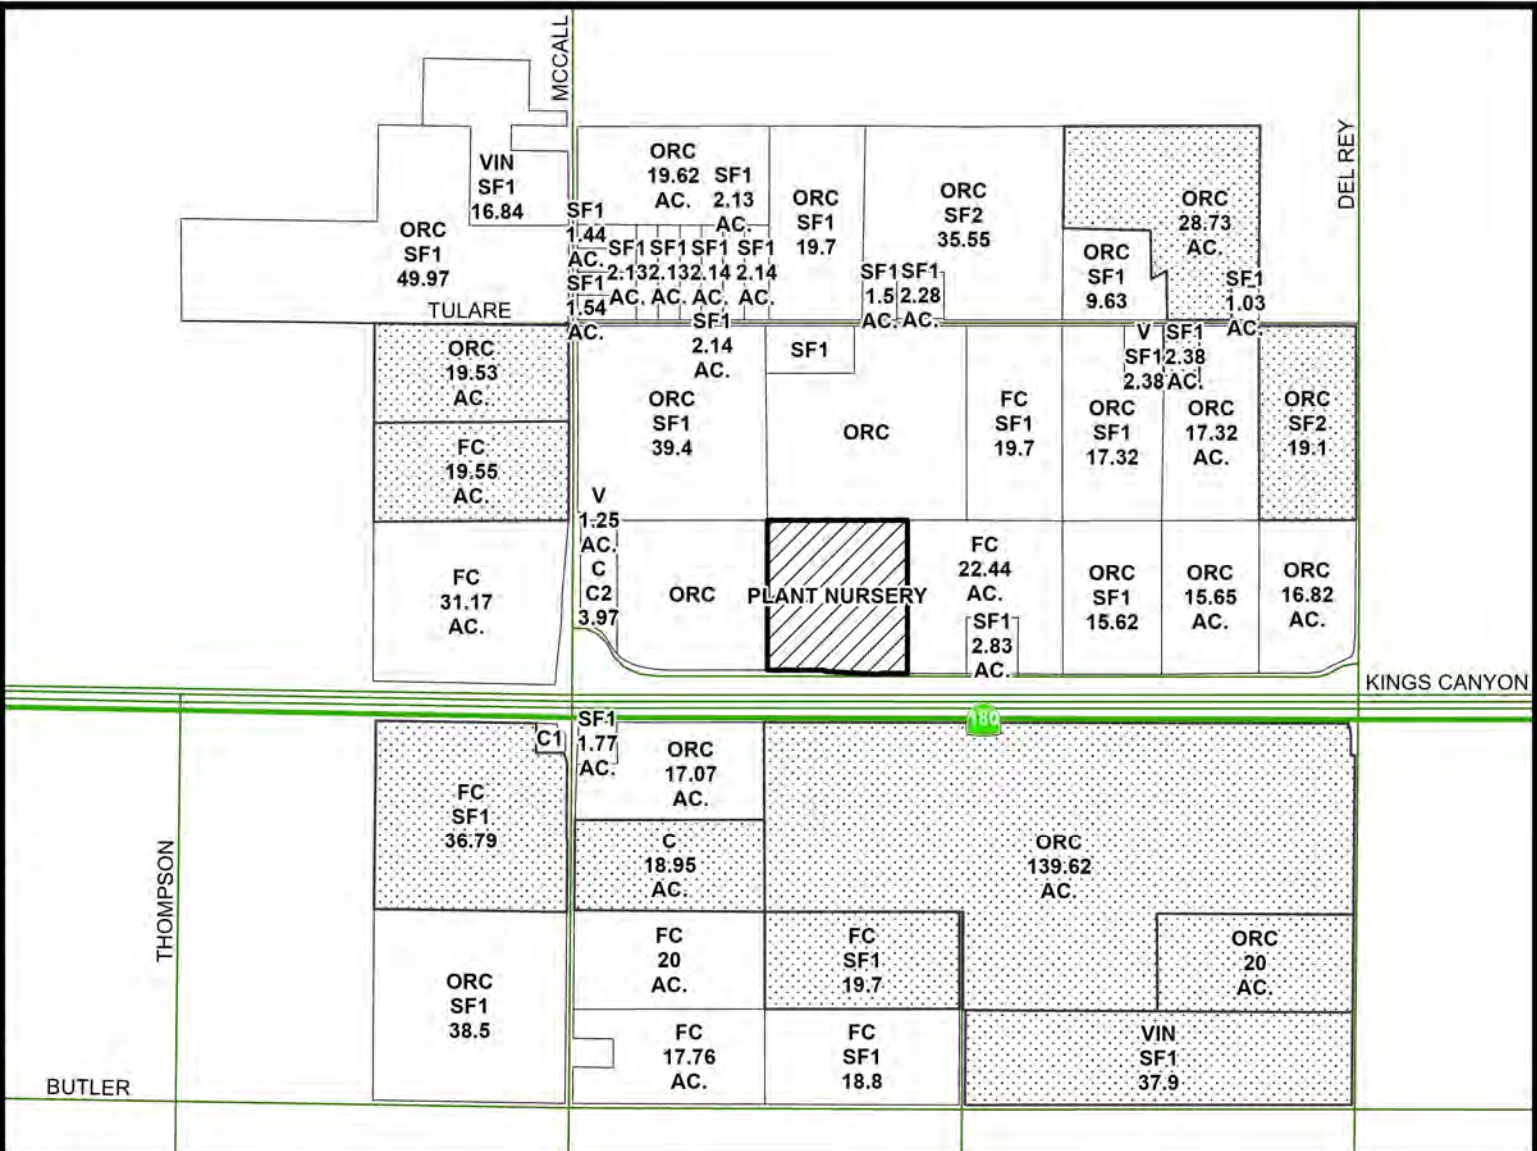 MCCALL
DEL REY
VIN
SF1
16.84
ORC
SF1
49.97
ORC
19.62
AC.
SF1
2.13
AC.
SF1
1.44
AC.
SF1
1.54
AC.
SF1
2.13
AC.
SF1
2.13
AC.
SF1
2.14
AC.
SF1
2.14
AC.
SF1
2.14
AC.
ORC
SF1
19.7
ORC
SF2
35.55
SF1
1.5
AC.
SF1
2.28
AC.
ORC
28.73
AC.
ORC
SF1
9.63
SF1
1.03
AC.
TULARE
ORC
19.53
AC.
FC
19.55
AC.
FC
31.17
AC.
ORC
SF1
39.4
SF1
ORC
FC
SF1
19.7
V
SF1
2.38
SF1
2.38
AC.
ORC
SF1
17.32
ORC
17.32
AC.
ORC
SF2
19.1
V
1.25
AC.
C
C2
3.97
ORC
PLANT NURSERY
FC
22.44
AC.
SF1
2.83
AC.
ORC
SF1
15.62
ORC
15.65
AC.
ORC
16.82
AC.
KINGS CANYON
180
C1
SF1
1.77
AC.
ORC
17.07
AC.
FC
SF1
36.79
C
18.95
AC.
ORC
139.62
AC.
THOMPSON
ORC
SF1
38.5
FC
20
AC.
FC
SF1
19.7
ORC
20
AC.
FC
17.76
AC.
FC
SF1
18.8
VIN
SF1
37.9
BUTLER